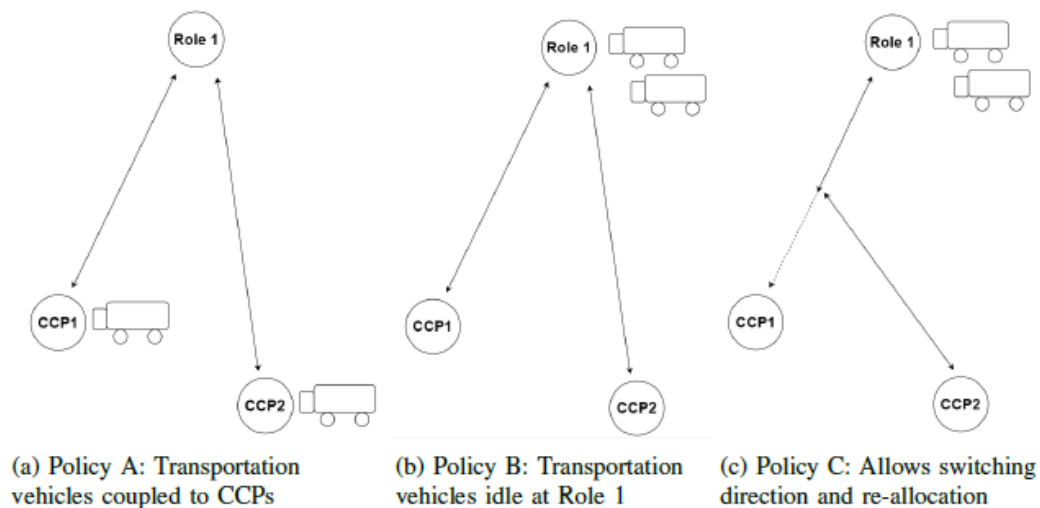 Role 1
CCP1
CCP2
(a) Policy A: Transportation
vehicles coupled to CCPs
Role 1
CCP1
CCP2
(b) Policy B: Transportation
vehicles idle at Role 1
Role 1
CCP1
CCP2
(c) Policy C: Allows switching
direction and re-allocation